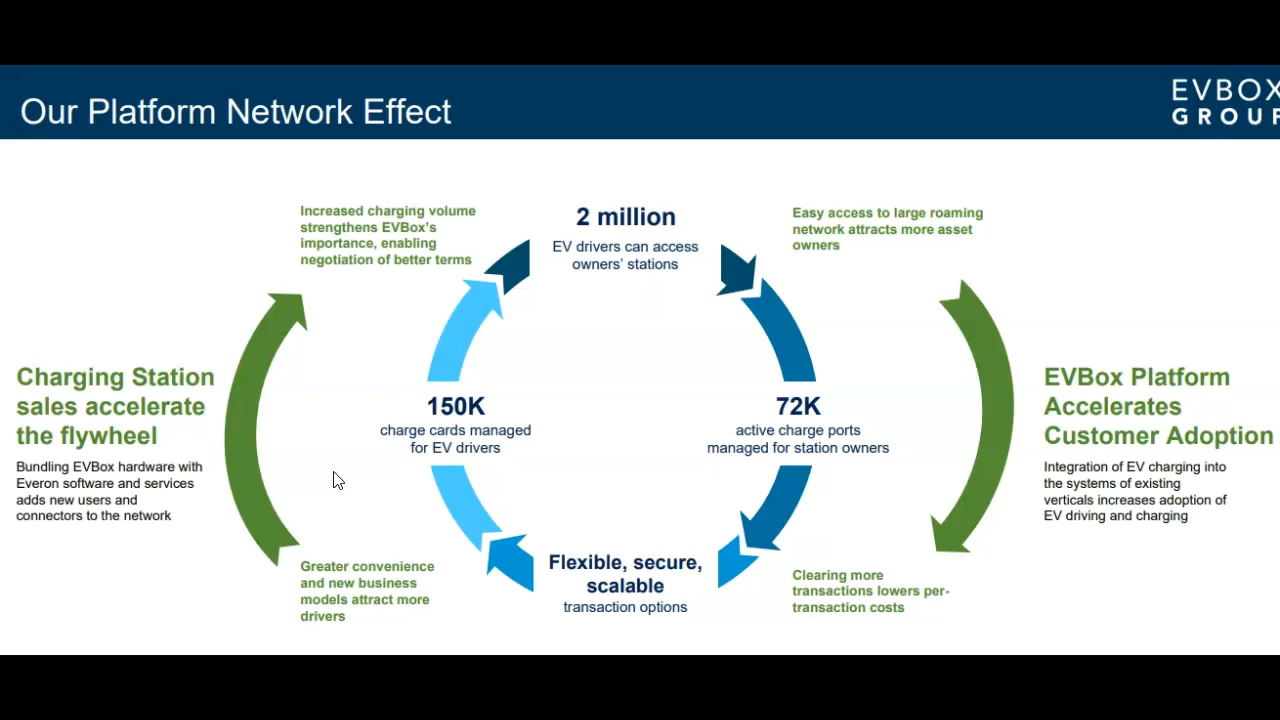 Our Platform Network Effect
EVBOX
GROUP
Increased charging volume
strengthens EVBox's
importance, enabling
negotiation of better terms
2 million
EV drivers can access
owners' stations
Easy access to large roaming
network attracts more asset
owners
Charging Station
sales accelerate
the flywheel
Bundling EVBox hardware with
Everon software and services
adds new users and
connectors to the network
150K
charge cards managed
for EV drivers
72K
active charge ports
managed for station owners
EVBox Platform
Accelerates
Customer Adoption
Integration of EV charging into
the systems of existing
verticals increases adoption of
EV driving and charging
Greater convenience
and new business
models attract more
drivers
Flexible, secure,
scalable
transaction options
Clearing more
transactions lowers per-
transaction costs